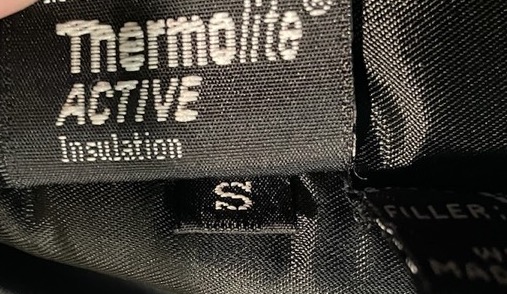 Thermolite®
ACTIVE
Insulation
S
FILLER: